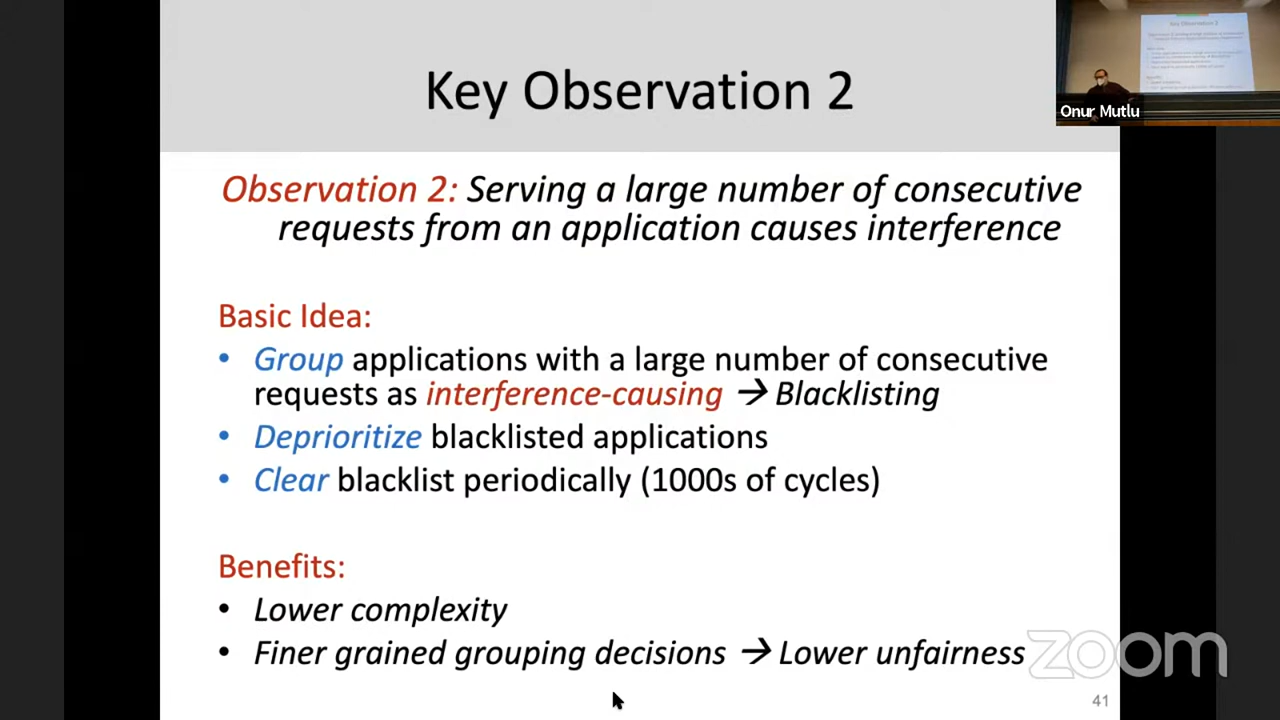 Key Observation 2
Onur Mutlu
Observation 2: Serving a large number of consecutive
requests from an application causes interference
Basic Idea:
• Group applications with a large number of consecutive
requests as interference-causing → Blacklisting
• Deprioritize blacklisted applications
• Clear blacklist periodically (1000s of cycles)
Benefits:
• Lower complexity
• Finer grained grouping decisions → Lower unfairness
zoom
41